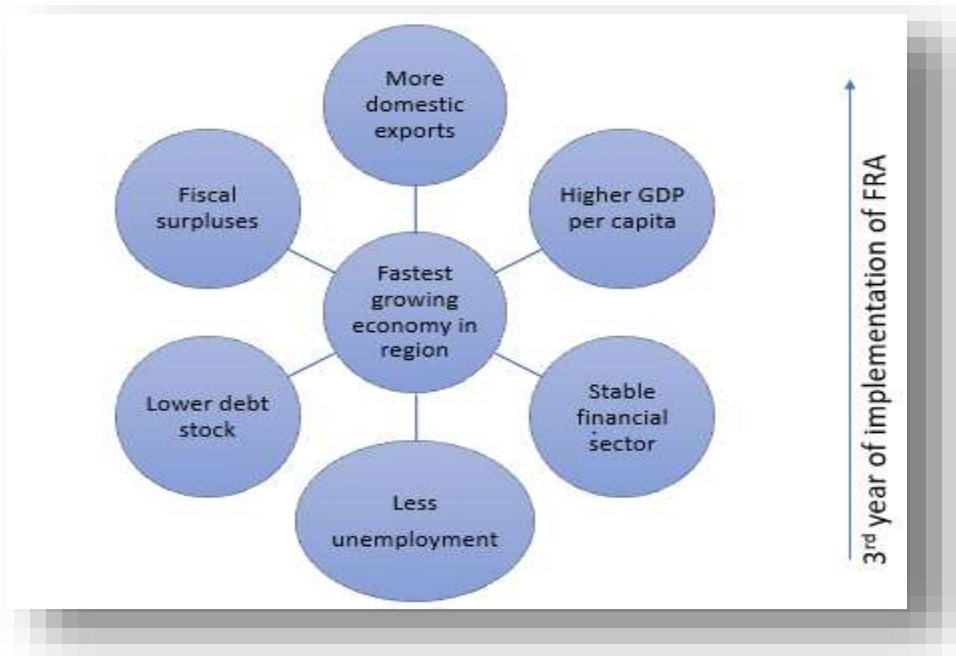 More
domestic
exports
Fiscal
surpluses
Higher GDP
per capita
Fastest
growing
economy in
region
Lower debt
stock
Stable
financial
sector
Less
unemployment
3rd year of implementation of FRA